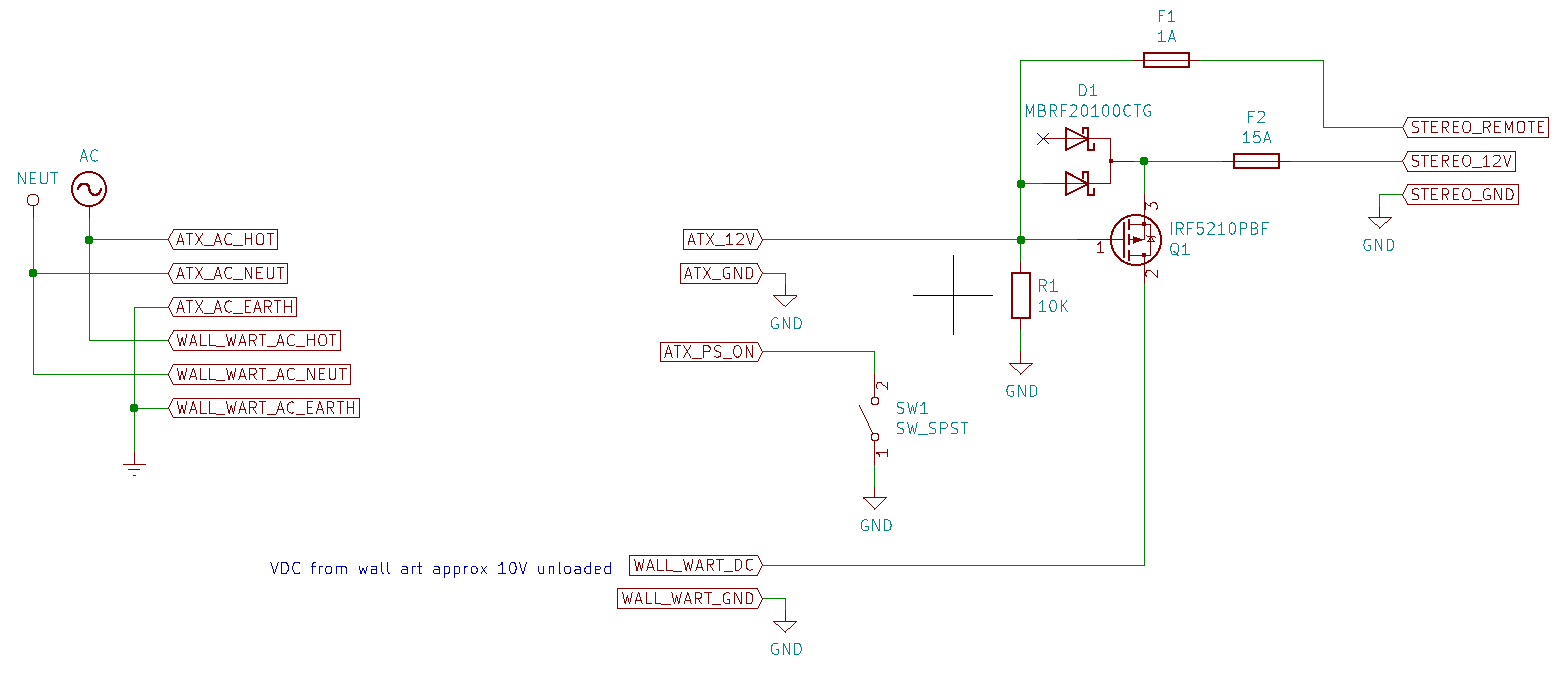 F1
1A
D1
MBRF20100CTG
F2
15A
STEREO_REMOTE
STEREO_12V
STEREO_GND
GND
AC
NEUT
ATX_AC_HOT
ATX_AC_NEUT
ATX_AC_EARTH
WALL_WART_AC_HOT
WALL_WART_AC_NEUT
WALL_WART_AC_EARTH
ATX_12V
ATX_GND
GND
3
IRF5210PBF
Q1
1
2
R1
10K
GND
ATX_PS_ON
2
SW1
SW_SPST
1
GND
VDC from wall art approx 10V unloaded
WALL_WART_DC
WALL_WART_GND
GND